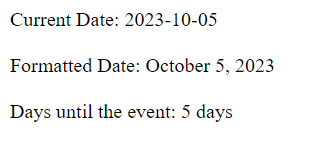 Current Date: 2023-10-05
Formatted Date: October 5, 2023
Days until the event: 5 days